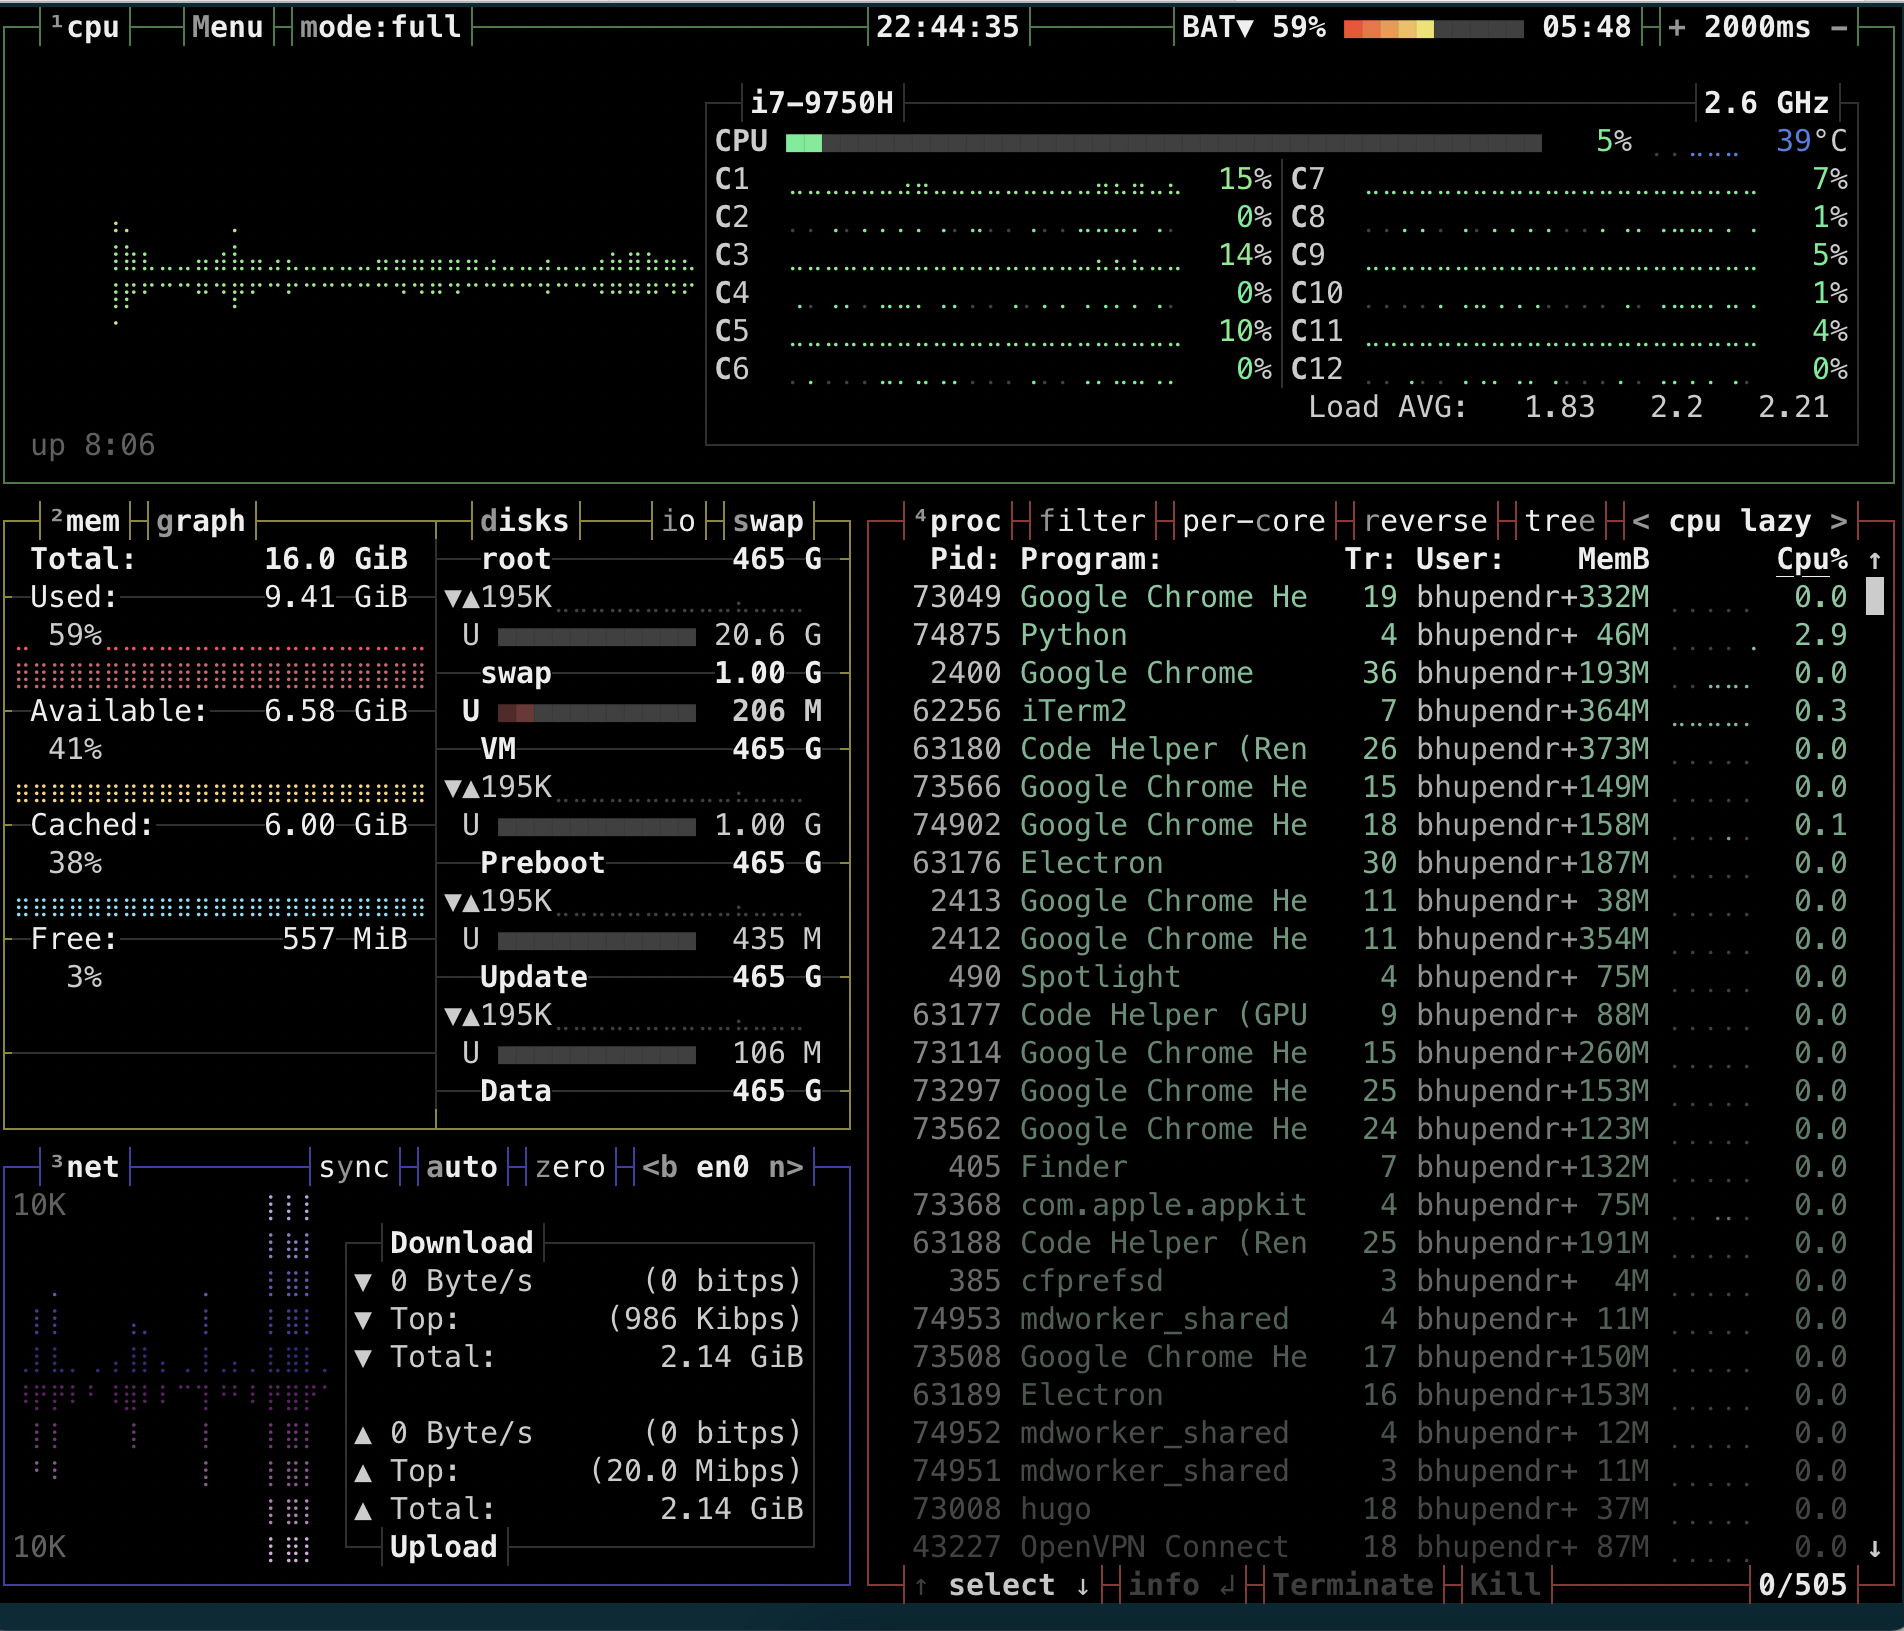 ¹cpu Menu mode:full 22:44:35 BAT▼ 59% 05:48 + 2000ms −
i7-9750H 2.6 GHz
CPU 5% 39°C
C1 15% C7 7%
C2 0% C8 1%
C3 14% C9 5%
C4 0% C10 1%
C5 10% C11 4%
C6 0% C12 0%
Load AVG: 1.83 2.2 2.21
up 8:06
²mem graph disks io swap
Total: 16.0 GiB
Used: 9.41 GiB
59%
Available: 6.58 GiB
41%
Cached: 6.00 GiB
38%
Free: 557 MiB
3%
root 465 G
▼▲195K
U 20.6 G
swap 1.00 G
U 206 M
VM 465 G
▼▲195K
U 1.00 G
Preboot 465 G
▼▲195K
U 435 M
Update 465 G
▼▲195K
U 106 M
Data 465 G
³net sync auto zero <b en0 n>
10K
Download
▼ 0 Byte/s (0 bitps)
▼ Top: (986 Kibps)
▼ Total: 2.14 GiB
▲ 0 Byte/s (0 bitps)
▲ Top: (20.0 Mibps)
▲ Total: 2.14 GiB
Upload
10K
⁴proc filter per-core reverse tree < cpu lazy >
Pid: Program: Tr: User: MemB Cpu% ↑
73049 Google Chrome He 19 bhupendr+332M 0.0
74875 Python 4 bhupendr+ 46M 2.9
2400 Google Chrome 36 bhupendr+193M 0.0
62256 iTerm2 7 bhupendr+364M 0.3
63180 Code Helper (Ren 26 bhupendr+373M 0.0
73566 Google Chrome He 15 bhupendr+149M 0.0
74902 Google Chrome He 18 bhupendr+158M 0.1
63176 Electron 30 bhupendr+187M 0.0
2413 Google Chrome He 11 bhupendr+ 38M 0.0
2412 Google Chrome He 11 bhupendr+354M 0.0
490 Spotlight 4 bhupendr+ 75M 0.0
63177 Code Helper (GPU 9 bhupendr+ 88M 0.0
73114 Google Chrome He 15 bhupendr+260M 0.0
73297 Google Chrome He 25 bhupendr+153M 0.0
73562 Google Chrome He 24 bhupendr+123M 0.0
405 Finder 7 bhupendr+132M 0.0
73368 com.apple.appkit 4 bhupendr+ 75M 0.0
63188 Code Helper (Ren 25 bhupendr+191M 0.0
385 cfprefsd 3 bhupendr+ 4M 0.0
74953 mdworker_shared 4 bhupendr+ 11M 0.0
73508 Google Chrome He 17 bhupendr+150M 0.0
63189 Electron 16 bhupendr+153M 0.0
74952 mdworker_shared 4 bhupendr+ 12M 0.0
74951 mdworker_shared 3 bhupendr+ 11M 0.0
73008 hugo 18 bhupendr+ 37M 0.0
43227 OpenVPN Connect 18 bhupendr+ 87M 0.0 ↓
↑ select ↓ info ↲ Terminate Kill 0/505